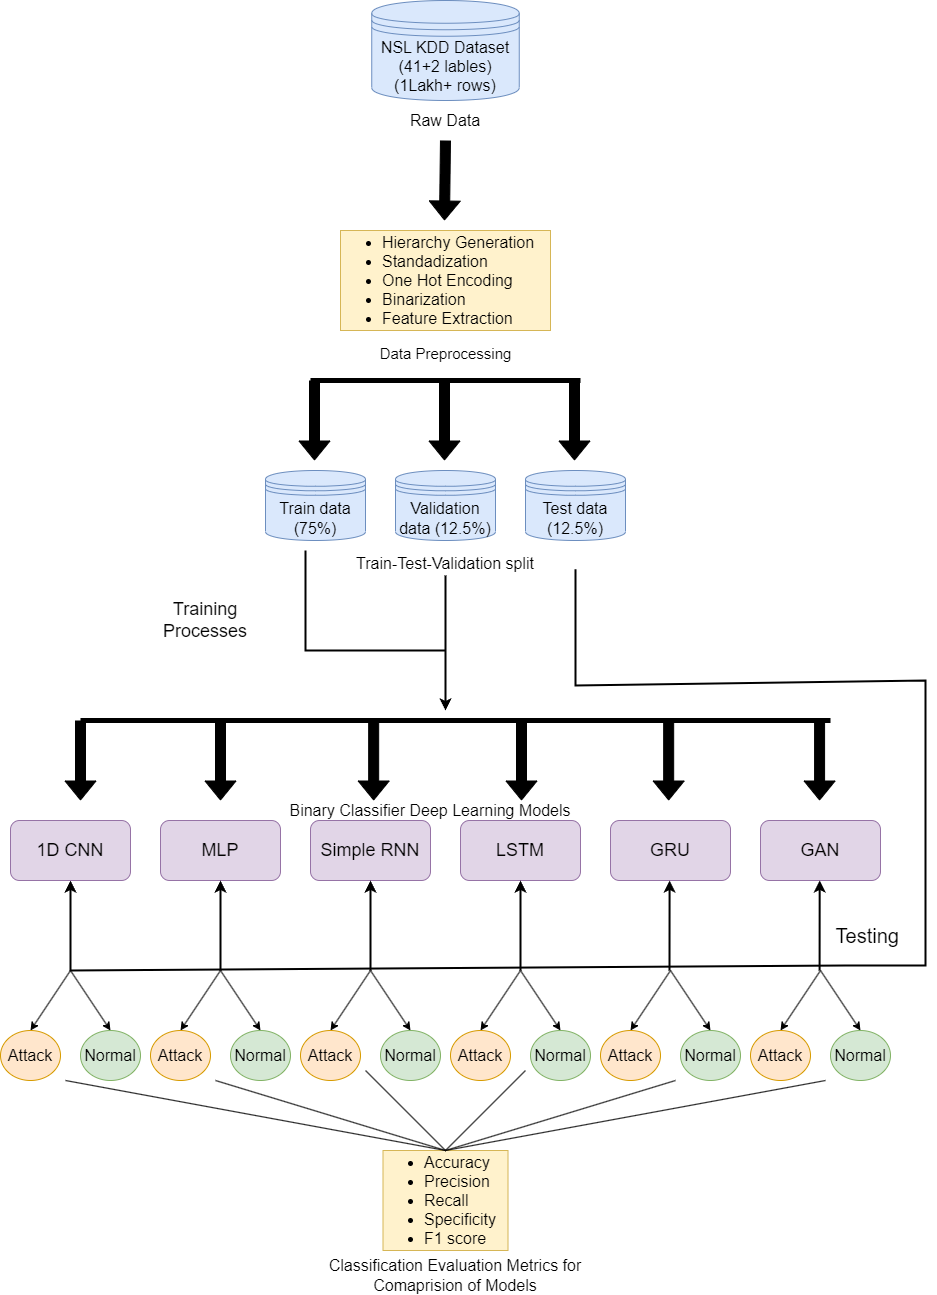 NSL KDD Dataset
(41+2 lables)
(1Lakh+ rows)
Raw Data
• Hierarchy Generation
• Standadization
• One Hot Encoding
• Binarization
• Feature Extraction
Data Preprocessing
Train data
(75%)
Validation
data (12.5%)
Test data
(12.5%)
Train-Test-Validation split
Training
Processes
Binary Classifier Deep Learning Models
1D CNN
MLP
Simple RNN
LSTM
GRU
GAN
Testing
Attack
Normal
Attack
Normal
Attack
Normal
Attack
Normal
Attack
Normal
Attack
Normal
• Accuracy
• Precision
• Recall
• Specificity
• F1 score
Classification Evaluation Metrics for
Comaprision of Models